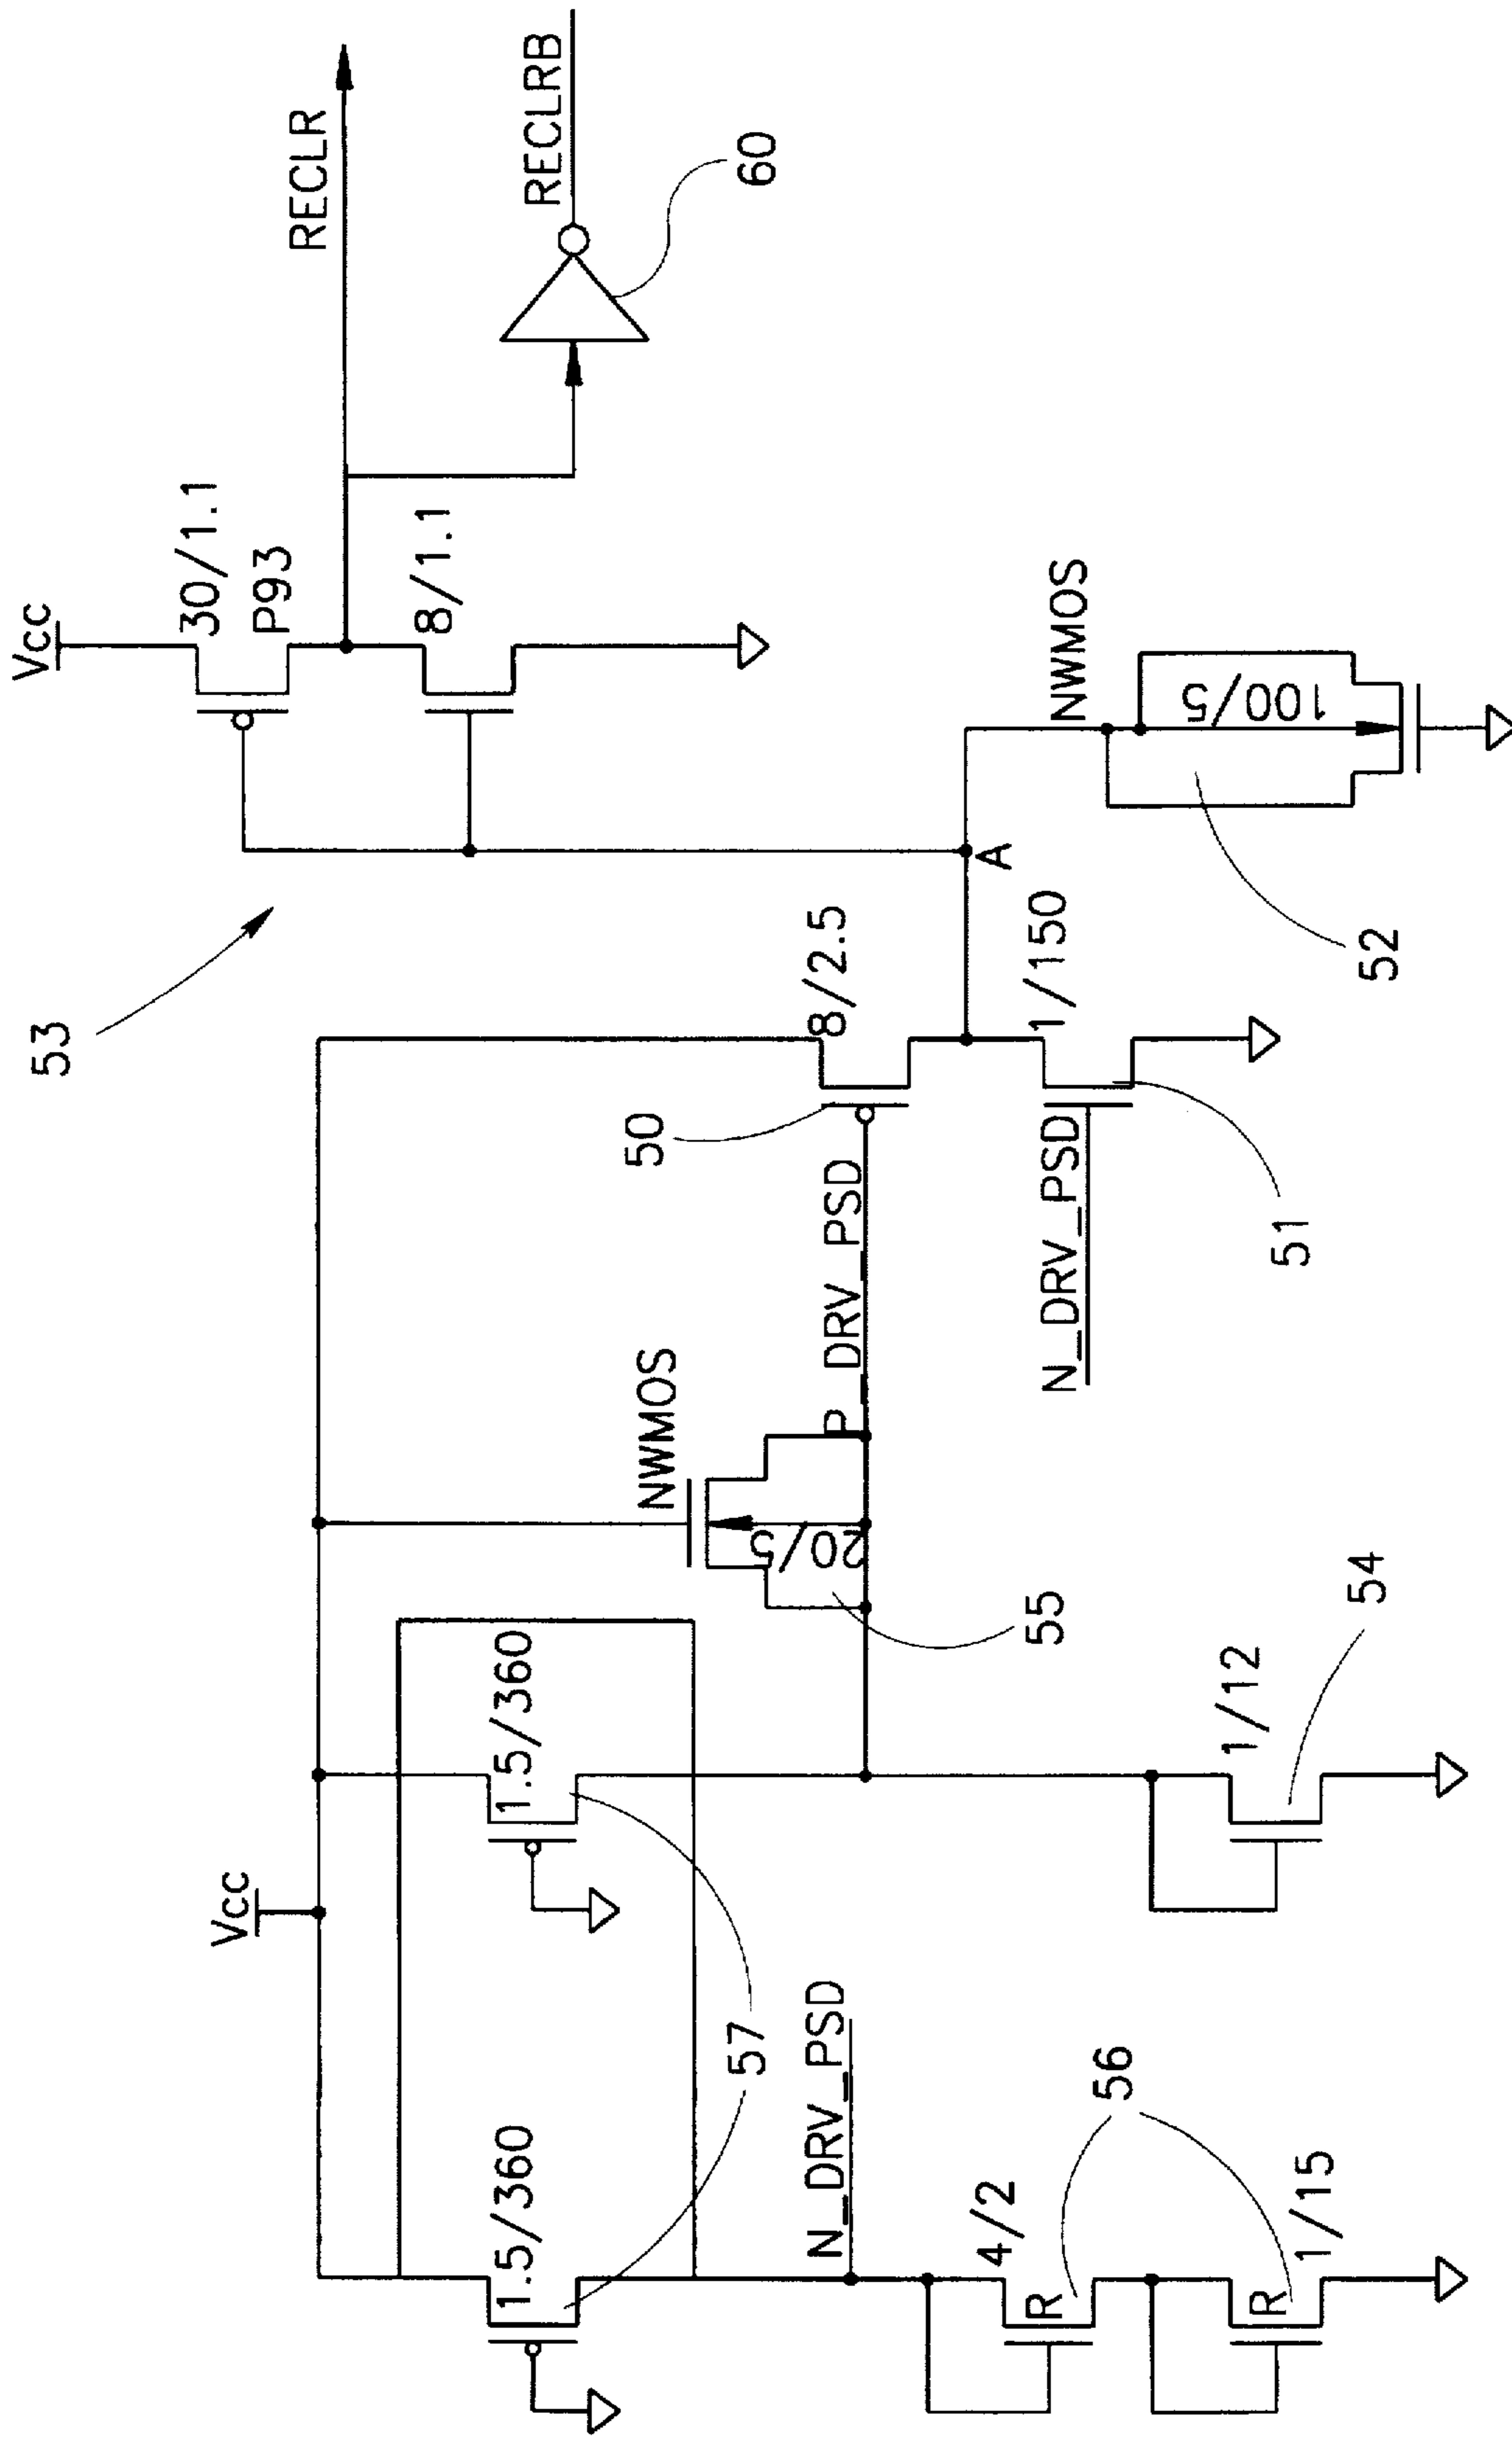 Vcc
30/1.1
P93
RECLR
8/1.1
RECLRB
60
53
Vcc
1.5/360
1.5/360
57
NWMOS
20/5
55
P_DRV_PSD
50
8/2.5
A
N_DRV_PSD
1/150
51
NWMOS
100/5
52
N_DRV_PSD
4/2
R
56
1/15
R
1/12
54